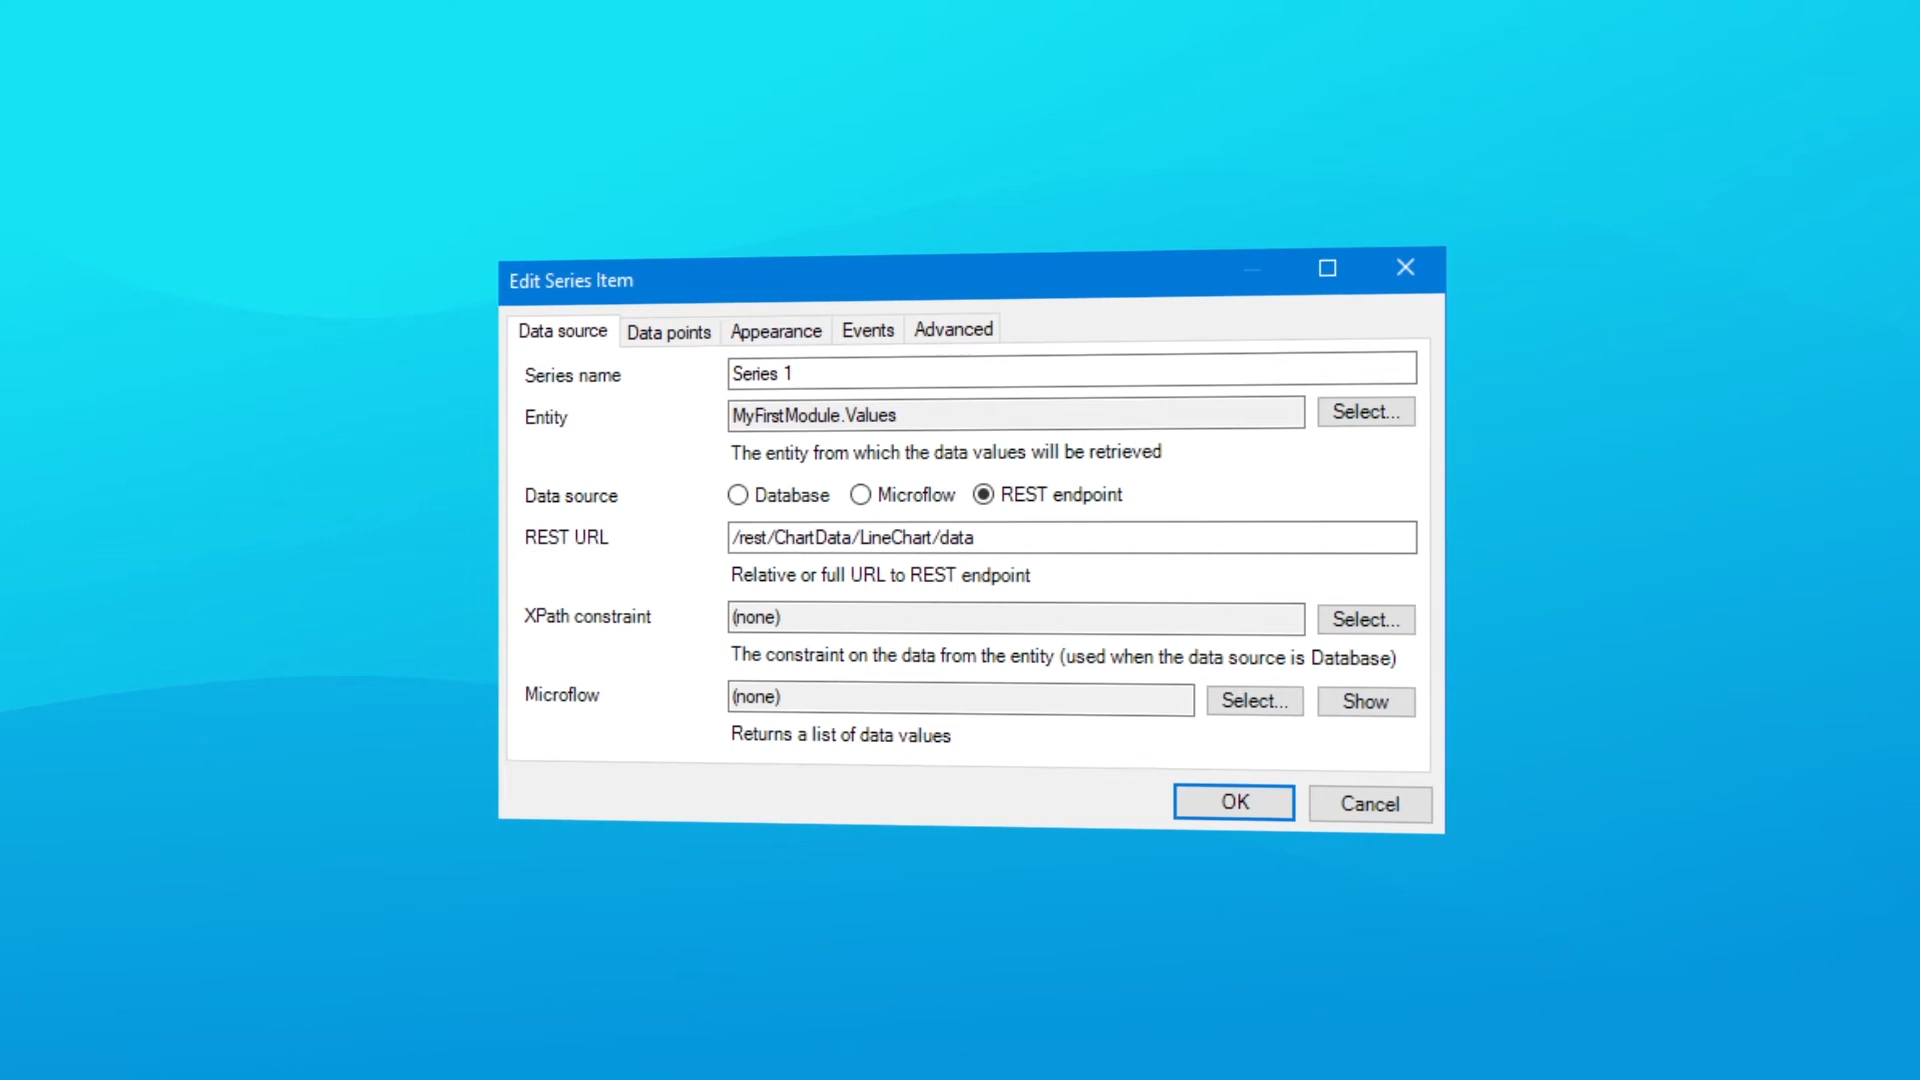 Edit Series Item
Data source Data points Appearance Events Advanced
Series name Series 1
Entity MyFirstModule.Values Select...
The entity from which the data values will be retrieved
Data source Database Microflow REST endpoint
REST URL /rest/ChartData/LineChart/data
Relative or full URL to REST endpoint
XPath constraint (none) Select...
The constraint on the data from the entity (used when the data source is Database)
Microflow (none) Select... Show
Returns a list of data values
OK Cancel